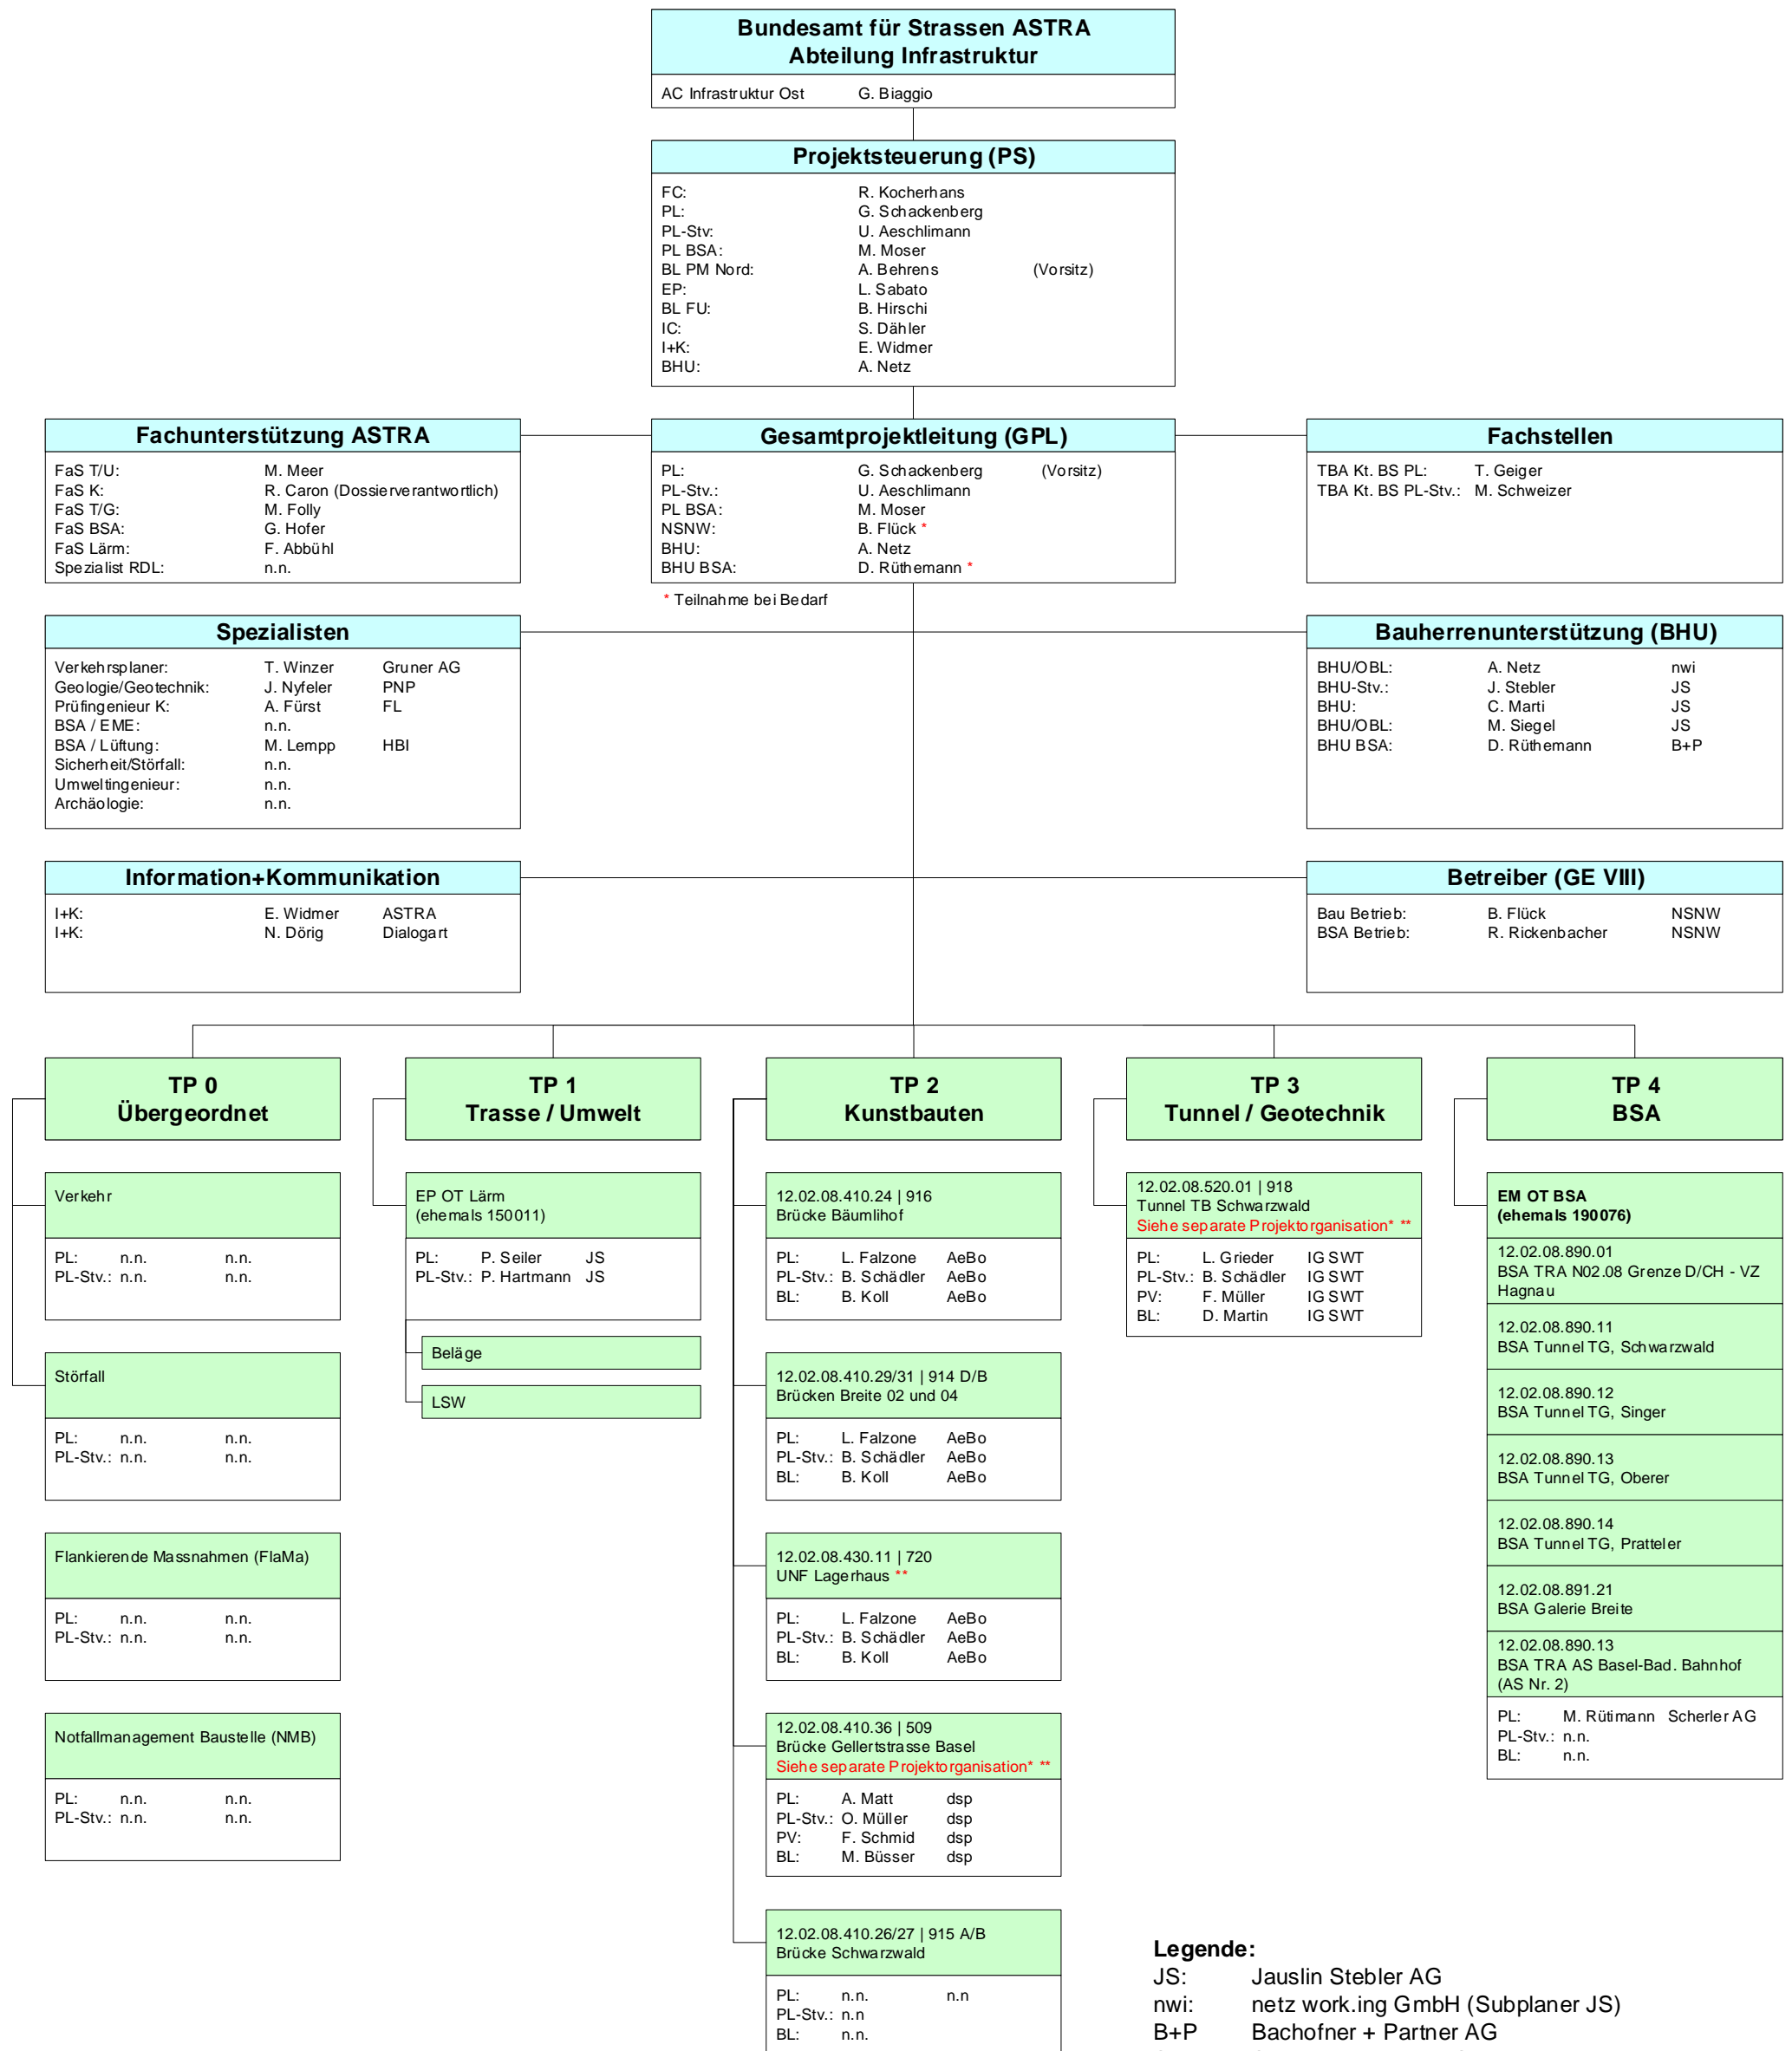 Bundesamt für Strassen ASTRA
Abteilung Infrastruktur
AC Infrastruktur Ost G. Biaggio
Projektsteuerung (PS)
FC: R. Kocherhans
PL: G. Schackenberg
PL-Stv: U. Aeschlimann
PL BSA: M. Moser
BL PM Nord: A. Behrens (Vorsitz)
EP: L. Sabato
BL FU: B. Hirschi
IC: S. Dähler
I+K: E. Widmer
BHU: A. Netz
Fachunterstützung ASTRA
FaS T/U: M. Meer
FaS K: R. Caron (Dossierverantwortlich)
FaS T/G: M. Folly
FaS BSA: G. Hofer
FaS Lärm: F. Abbühl
Spezialist RDL: n.n.
Gesamtprojektleitung (GPL)
PL: G. Schackenberg (Vorsitz)
PL-Stv.: U. Aeschlimann
PL BSA: M. Moser
NSNW: B. Flück *
BHU: A. Netz
BHU BSA: D. Rüthemann *
* Teilnahme bei Bedarf
Fachstellen
TBA Kt. BS PL: T. Geiger
TBA Kt. BS PL-Stv.: M. Schweizer
Spezialisten
Verkehrsplaner: T. Winzer Gruner AG
Geologie/Geotechnik: J. Nyfeler PNP
Prüfingenieur K: A. Fürst FL
BSA / EME: n.n.
BSA / Lüftung: M. Lempp HBI
Sicherheit/Störfall: n.n.
Umweltingenieur: n.n.
Archäologie: n.n.
Bauherrenunterstützung (BHU)
BHU/OBL: A. Netz nwi
BHU-Stv.: J. Stebler JS
BHU: C. Marti JS
BHU/OBL: M. Siegel JS
BHU BSA: D. Rüthemann B+P
Information+Kommunikation
I+K: E. Widmer ASTRA
I+K: N. Dörig Dialogart
Betreiber (GE VIII)
Bau Betrieb: B. Flück NSNW
BSA Betrieb: R. Rickenbacher NSNW
TP 0
Übergeordnet
Verkehr
PL: n.n. n.n.
PL-Stv.: n.n. n.n.
Störfall
PL: n.n. n.n.
PL-Stv.: n.n. n.n.
Flankierende Massnahmen (FlaMa)
PL: n.n. n.n.
PL-Stv.: n.n. n.n.
Notfallmanagement Baustelle (NMB)
PL: n.n. n.n.
PL-Stv.: n.n. n.n.
TP 1
Trasse / Umwelt
EP OT Lärm
(ehemals 150011)
PL: P. Seiler JS
PL-Stv.: P. Hartmann JS
Beläge
LSW
TP 2
Kunstbauten
12.02.08.410.24 | 916
Brücke Bäumlihof
PL: L. Falzone AeBo
PL-Stv.: B. Schädler AeBo
BL: B. Koll AeBo
12.02.08.410.29/31 | 914 D/B
Brücken Breite 02 und 04
PL: L. Falzone AeBo
PL-Stv.: B. Schädler AeBo
BL: B. Koll AeBo
12.02.08.430.11 | 720
UNF Lagerhaus **
PL: L. Falzone AeBo
PL-Stv.: B. Schädler AeBo
BL: B. Koll AeBo
12.02.08.410.36 | 509
Brücke Gellertstrasse Basel
Siehe separate Projektorganisation* **
PL: A. Matt dsp
PL-Stv.: O. Müller dsp
PV: F. Schmid dsp
BL: M. Büsser dsp
12.02.08.410.26/27 | 915 A/B
Brücke Schwarzwald
PL: n.n. n.n
PL-Stv.: n.n
BL: n.n.
TP 3
Tunnel / Geotechnik
12.02.08.520.01 | 918
Tunnel TB Schwarzwald
Siehe separate Projektorganisation* **
PL: L. Grieder IG SWT
PL-Stv.: B. Schädler IG SWT
PV: F. Müller IG SWT
BL: D. Martin IG SWT
TP 4
BSA
EM OT BSA
(ehemals 190076)
12.02.08.890.01
BSA TRA N02.08 Grenze D/CH - VZ
Hagnau
12.02.08.890.11
BSA Tunnel TG, Schwarzwald
12.02.08.890.12
BSA Tunnel TG, Singer
12.02.08.890.13
BSA Tunnel TG, Oberer
12.02.08.890.14
BSA Tunnel TG, Pratteler
12.02.08.891.21
BSA Galerie Breite
12.02.08.890.13
BSA TRA AS Basel-Bad. Bahnhof
(AS Nr. 2)
PL: M. Rütimann Scherler AG
PL-Stv.: n.n.
BL: n.n.
Legende:
JS: Jauslin Stebler AG
nwi: netz work.ing GmbH (Subplaner JS)
B+P Bachofner + Partner AG